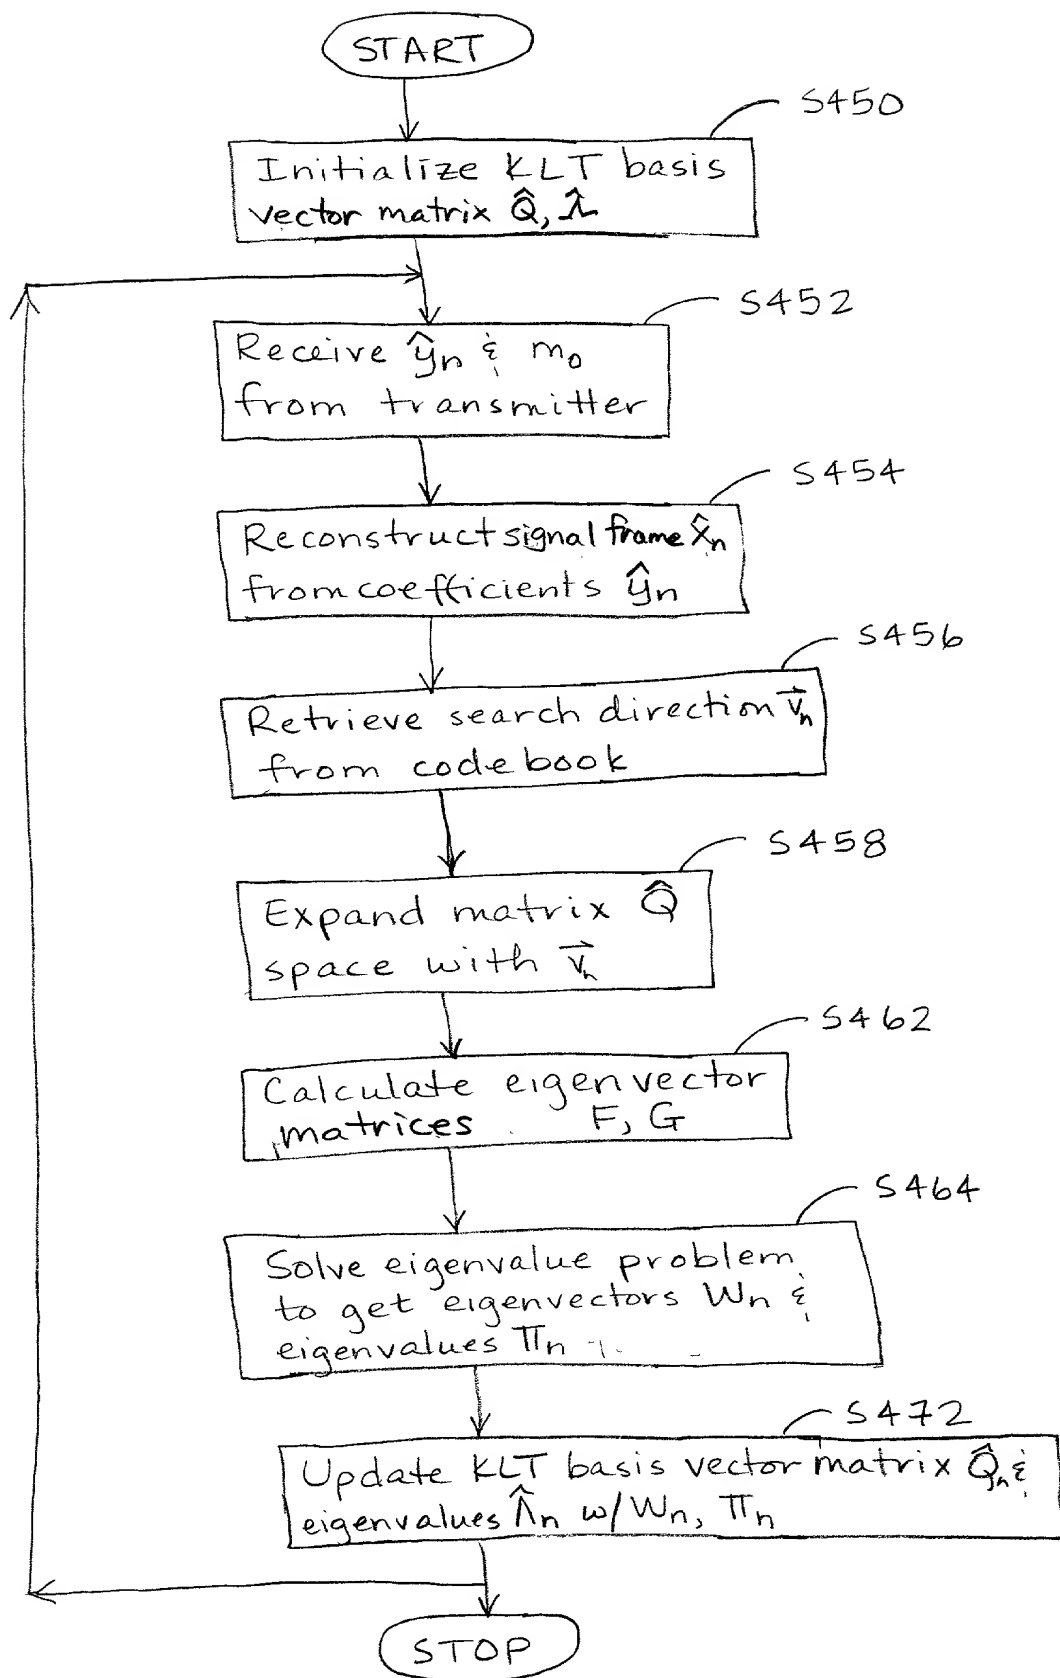 START
S450
Initialize KLT basis
vector matrix Q̂, λ̂
S452
Receive ŷn & m0
from transmitter
S454
Reconstruct signal frame x̂n
from coefficients ŷn
S456
Retrieve search direction v⃗n
from codebook
S458
Expand matrix Q̂
space with v⃗n
S462
Calculate eigenvector
matrices F, G
S464
Solve eigenvalue problem
to get eigenvectors Wn &
eigenvalues Πn
S472
Update KLT basis vector matrix Q̂n &
eigenvalues Λ̂n w/ Wn, Πn
STOP